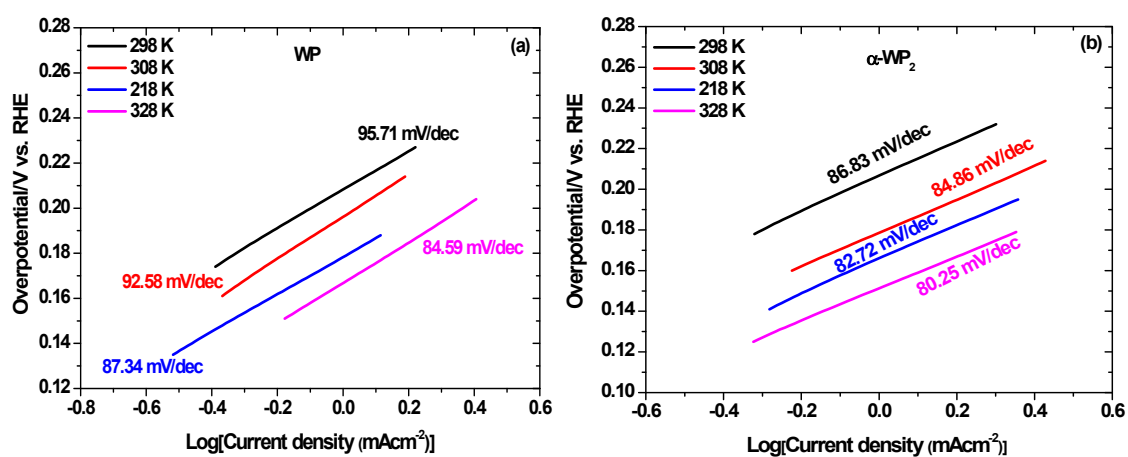 (a)
WP
298 K
308 K
218 K
328 K
95.71 mV/dec
92.58 mV/dec
87.34 mV/dec
84.59 mV/dec
Overpotential/V vs. RHE
0.28
0.26
0.24
0.22
0.20
0.18
0.16
0.14
0.12
-0.8 -0.6 -0.4 -0.2 0.0 0.2 0.4 0.6
Log[Current density (mAcm⁻²)]
(b)
α-WP₂
298 K
308 K
218 K
328 K
86.83 mV/dec
84.86 mV/dec
82.72 mV/dec
80.25 mV/dec
Overpotential/V vs. RHE
0.28
0.26
0.24
0.22
0.20
0.18
0.16
0.14
0.12
0.10
-0.6 -0.4 -0.2 0.0 0.2 0.4 0.6
Log[Current density (mAcm⁻²)]